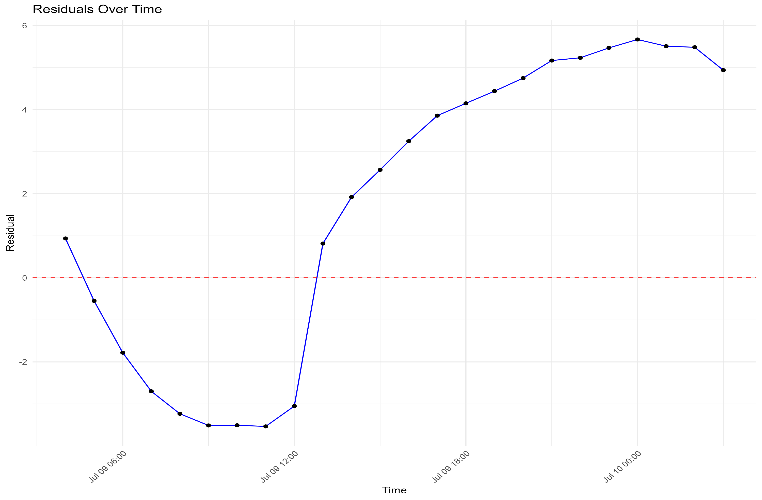 Residuals Over Time
6
4
2
0
-2
Residual
Jul 09 06:00
Jul 09 12:00
Jul 09 18:00
Jul 10 00:00
Time